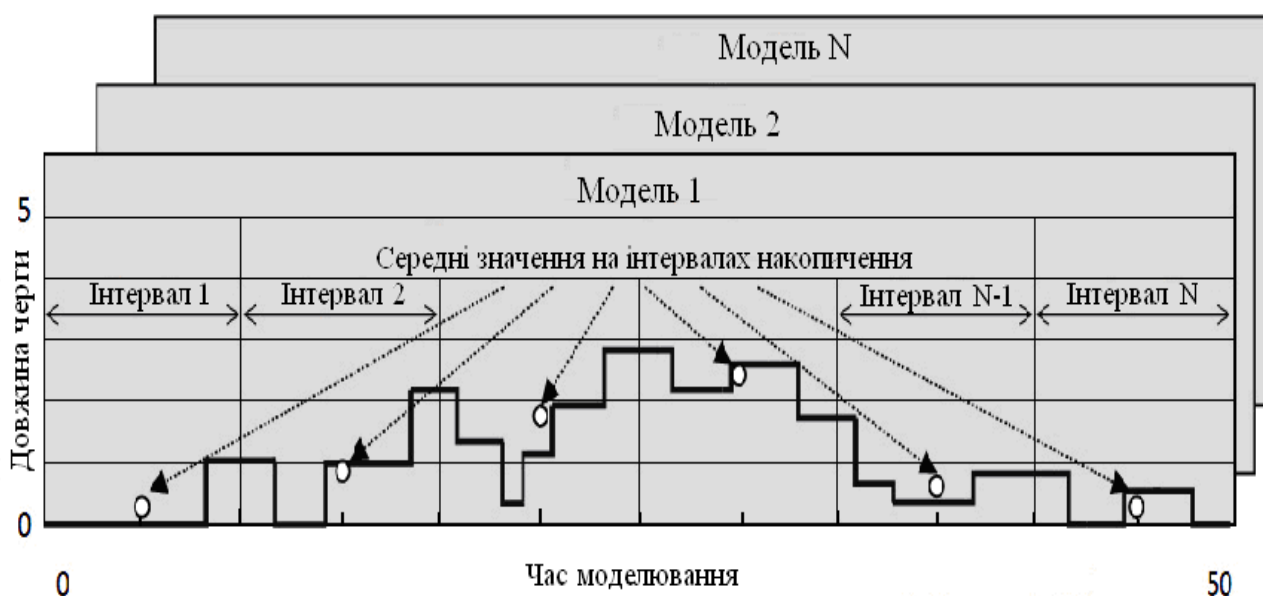 Модель N
Модель 2
Модель 1
5
Середні значення на інтервалах накопичення
Інтервал 1
Інтервал 2
Інтервал N-1
Інтервал N
Довжина черги
0
0
Час моделювання
50